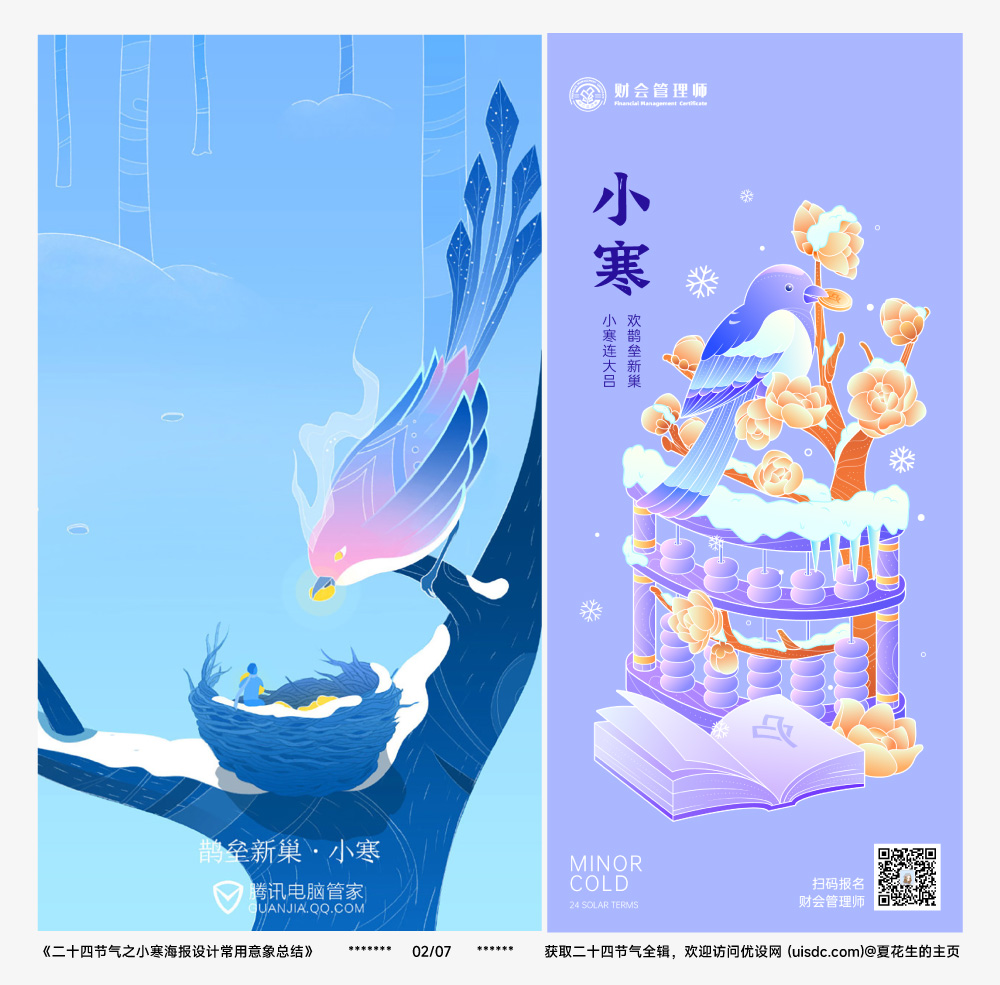 鹊垒新巢·小寒
腾讯电脑管家
GUANJIA.QQ.COM
财会管理师
Financial Management Certificate
小寒
欢鹊垒新巢
小寒连大吕
MINOR
COLD
24 SOLAR TERMS
扫码报名
财会管理师
《二十四节气之小寒海报设计常用意象总结》 ******* 02/07 ****** 获取二十四节气全辑，欢迎访问优设网 (uisdc.com)@夏花生的主页